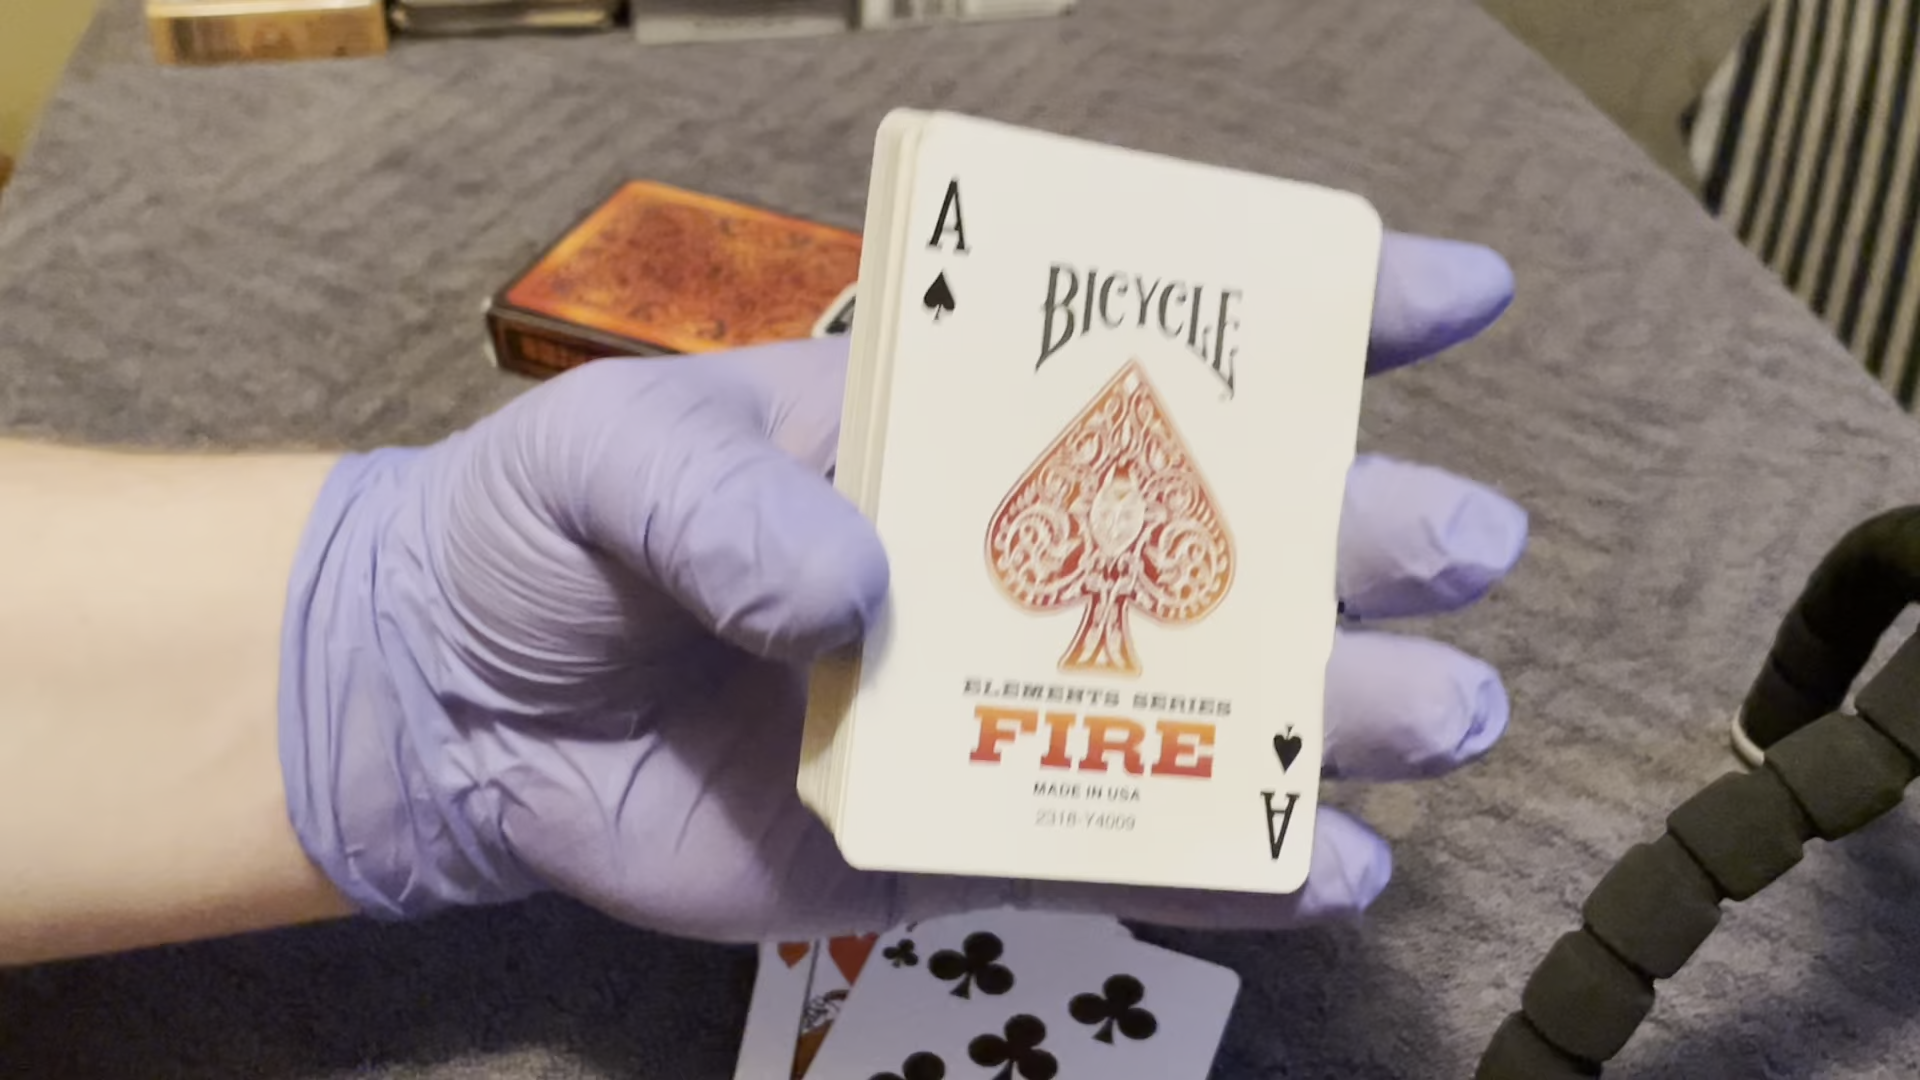 A
BICYCLE
ELEMENTS SERIES
FIRE
MADE IN USA
2318-Y4009
A